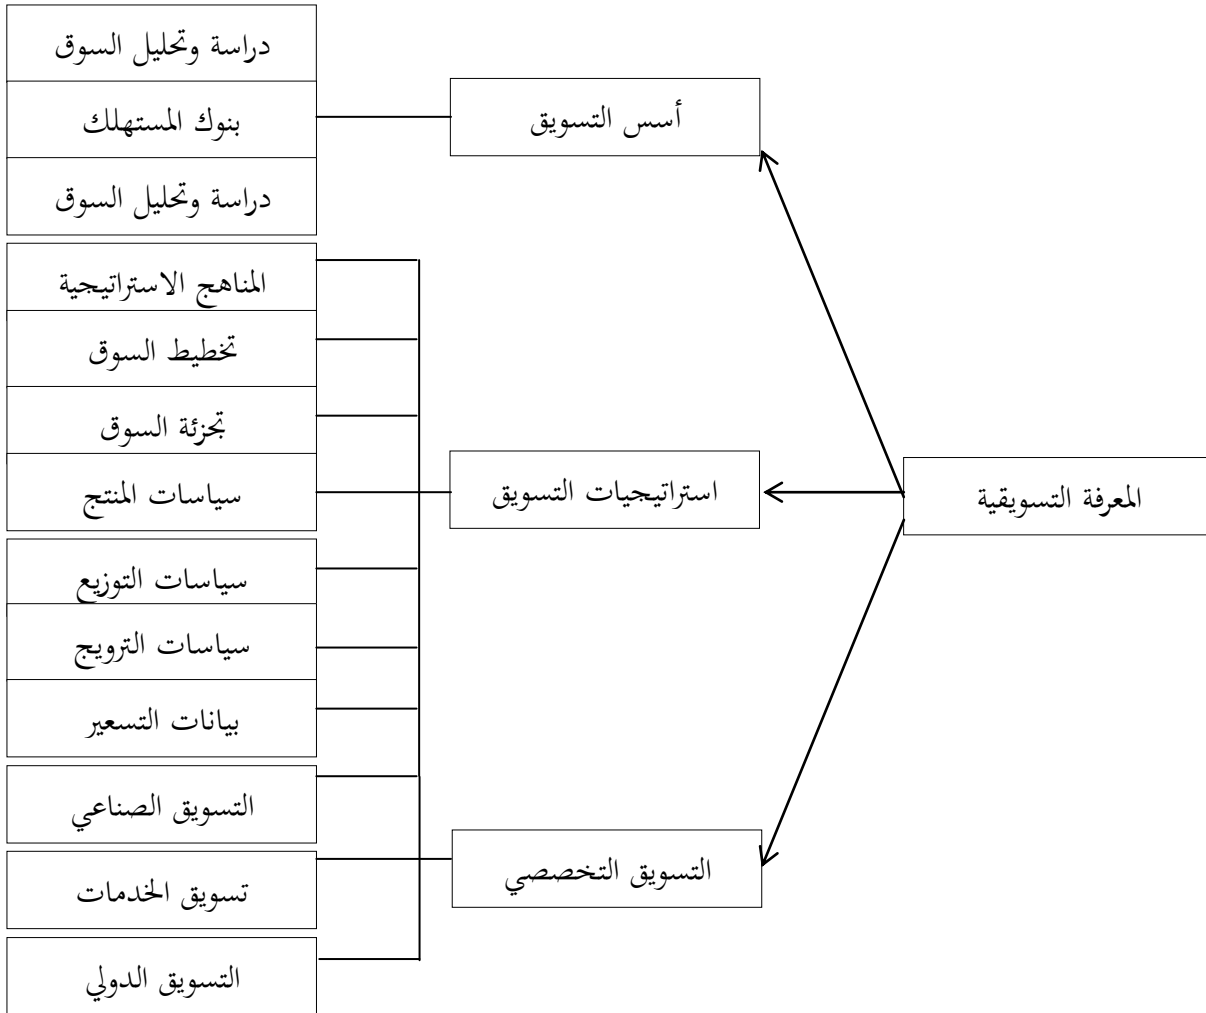 المعرفة التسويقية
أسس التسويق
دراسة وتحليل السوق
بنوك المستهلك
دراسة وتحليل السوق
استراتيجيات التسويق
المناهج الاستراتيجية
تخطيط السوق
تجزئة السوق
سياسات المنتج
سياسات التوزيع
سياسات الترويج
بيانات التسعير
التسويق التخصصي
التسويق الصناعي
تسويق الخدمات
التسويق الدولي